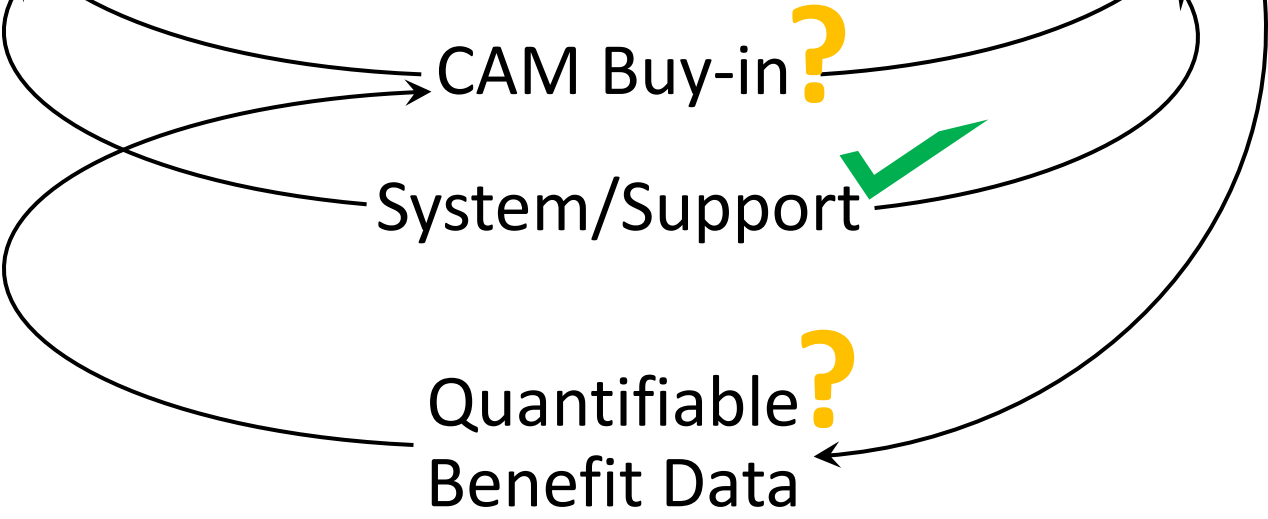 CAM Buy-in?
System/Support
Quantifiable?
Benefit Data